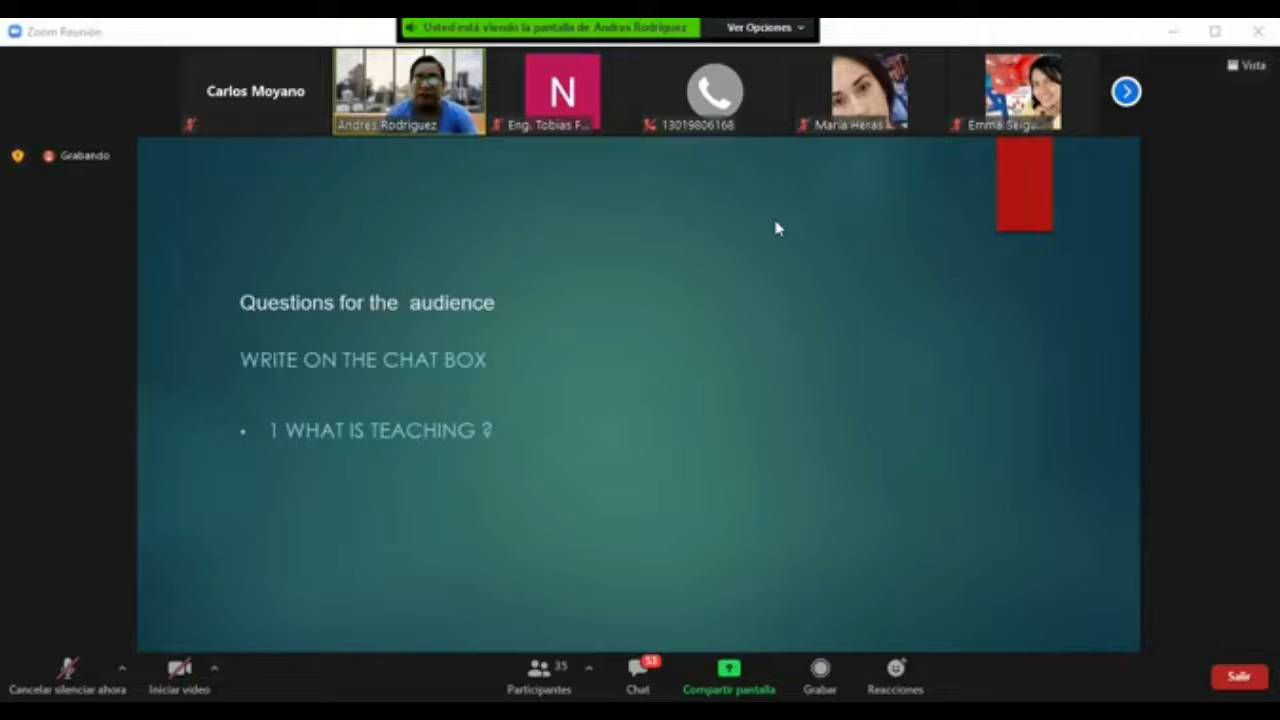 Zoom Reunión
Usted está viendo la pantalla de Andres Rodriguez
Ver Opciones
Vista
Carlos Moyano
Andres Rodriguez
N
Eng. Tobias F...
13019806168
Maria Heras
Emma Seigu...
Grabando
Questions for the audience
WRITE ON THE CHAT BOX
• 1 WHAT IS TEACHING ?
Cancelar silenciar ahora
Iniciar video
35
Participantes
53
Chat
Compartir pantalla
Grabar
Reacciones
Salir